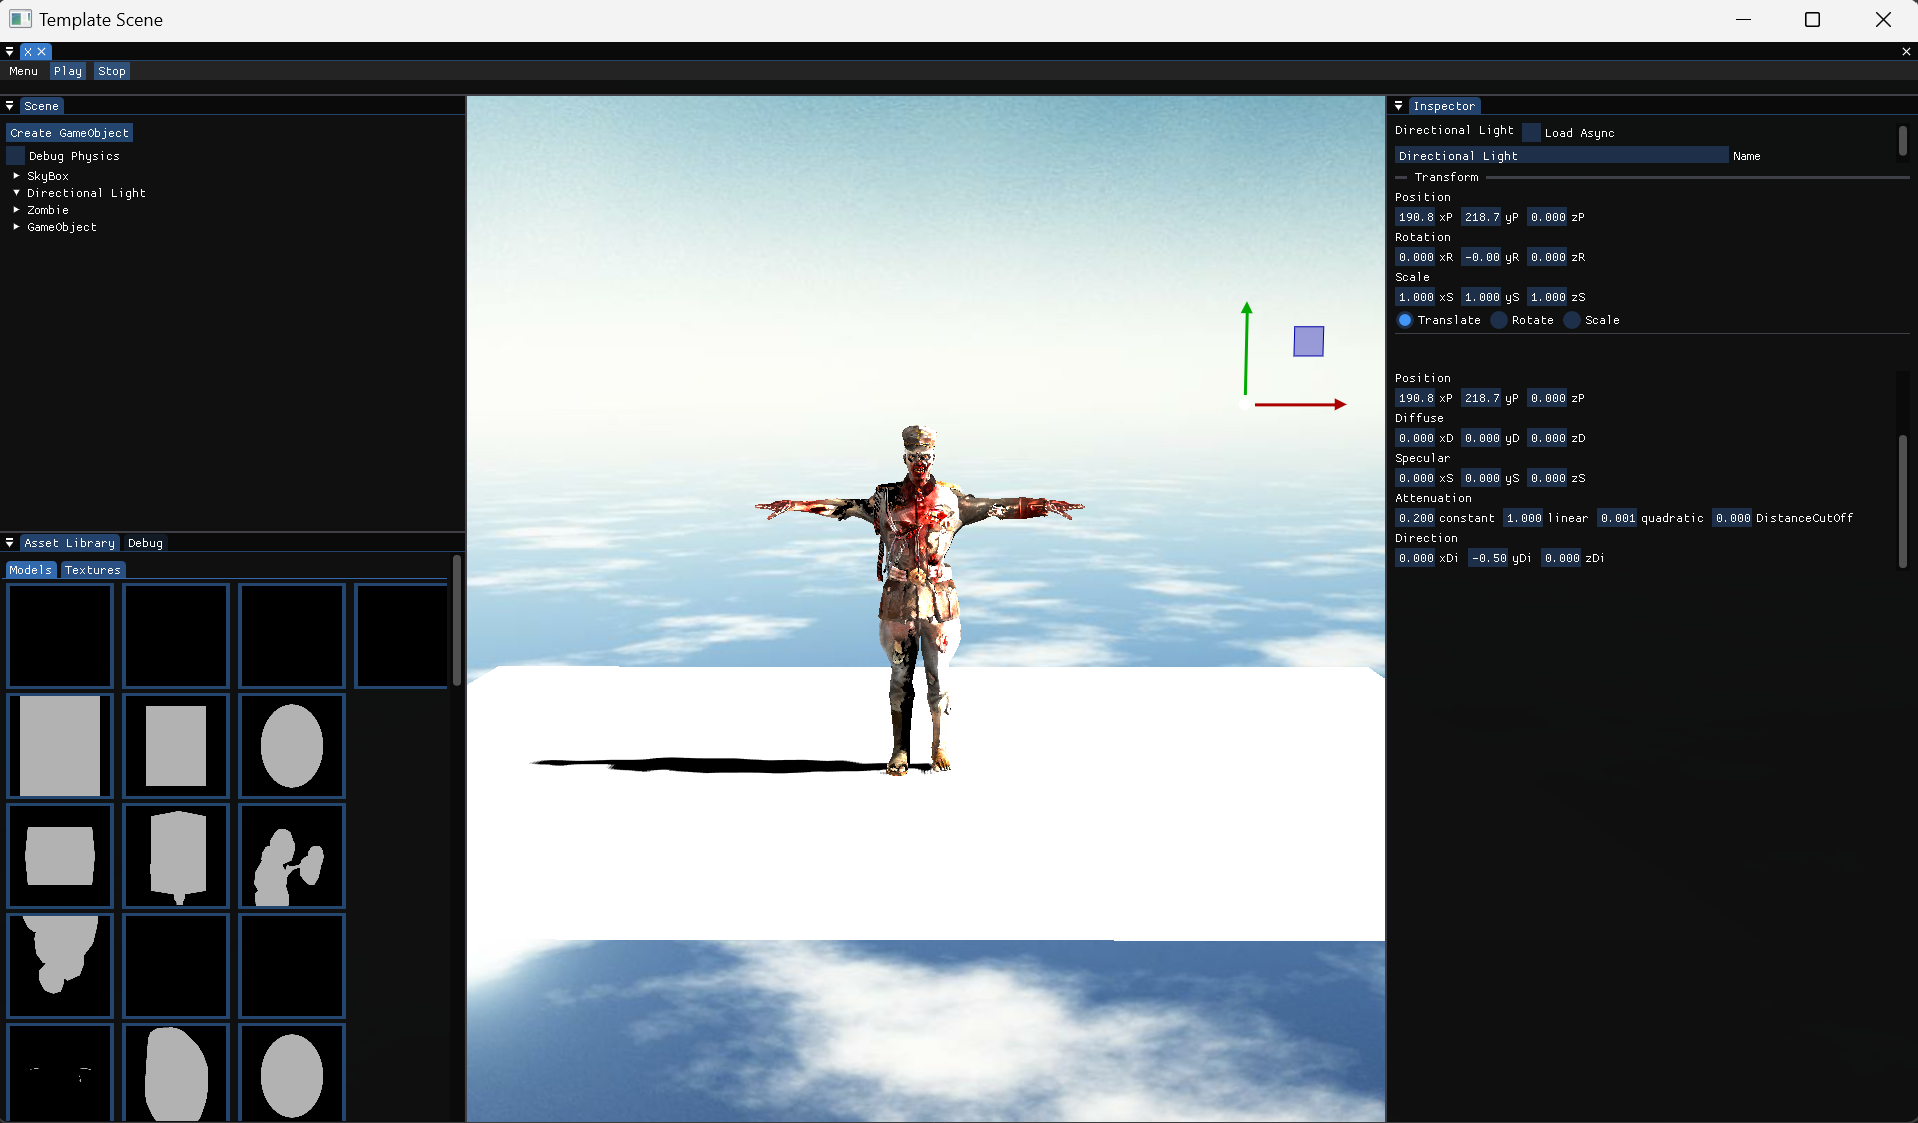 Template Scene
X
Menu Play Stop
Scene
Create GameObject
Debug Physics
SkyBox
Directional Light
Zombie
GameObject
Asset Library Debug
Models Textures
Inspector
Directional Light Load Async
Directional Light Name
Transform
Position
190.8 xP 218.7 yP 0.000 zP
Rotation
0.000 xR -0.00 yR 0.000 zR
Scale
1.000 xS 1.000 yS 1.000 zS
Translate Rotate Scale
Position
190.8 xP 218.7 yP 0.000 zP
Diffuse
0.000 xD 0.000 yD 0.000 zD
Specular
0.000 xS 0.000 yS 0.000 zS
Attenuation
0.200 constant 1.000 linear 0.001 quadratic 0.000 DistanceCutOff
Direction
0.000 xDi -0.50 yDi 0.000 zDi